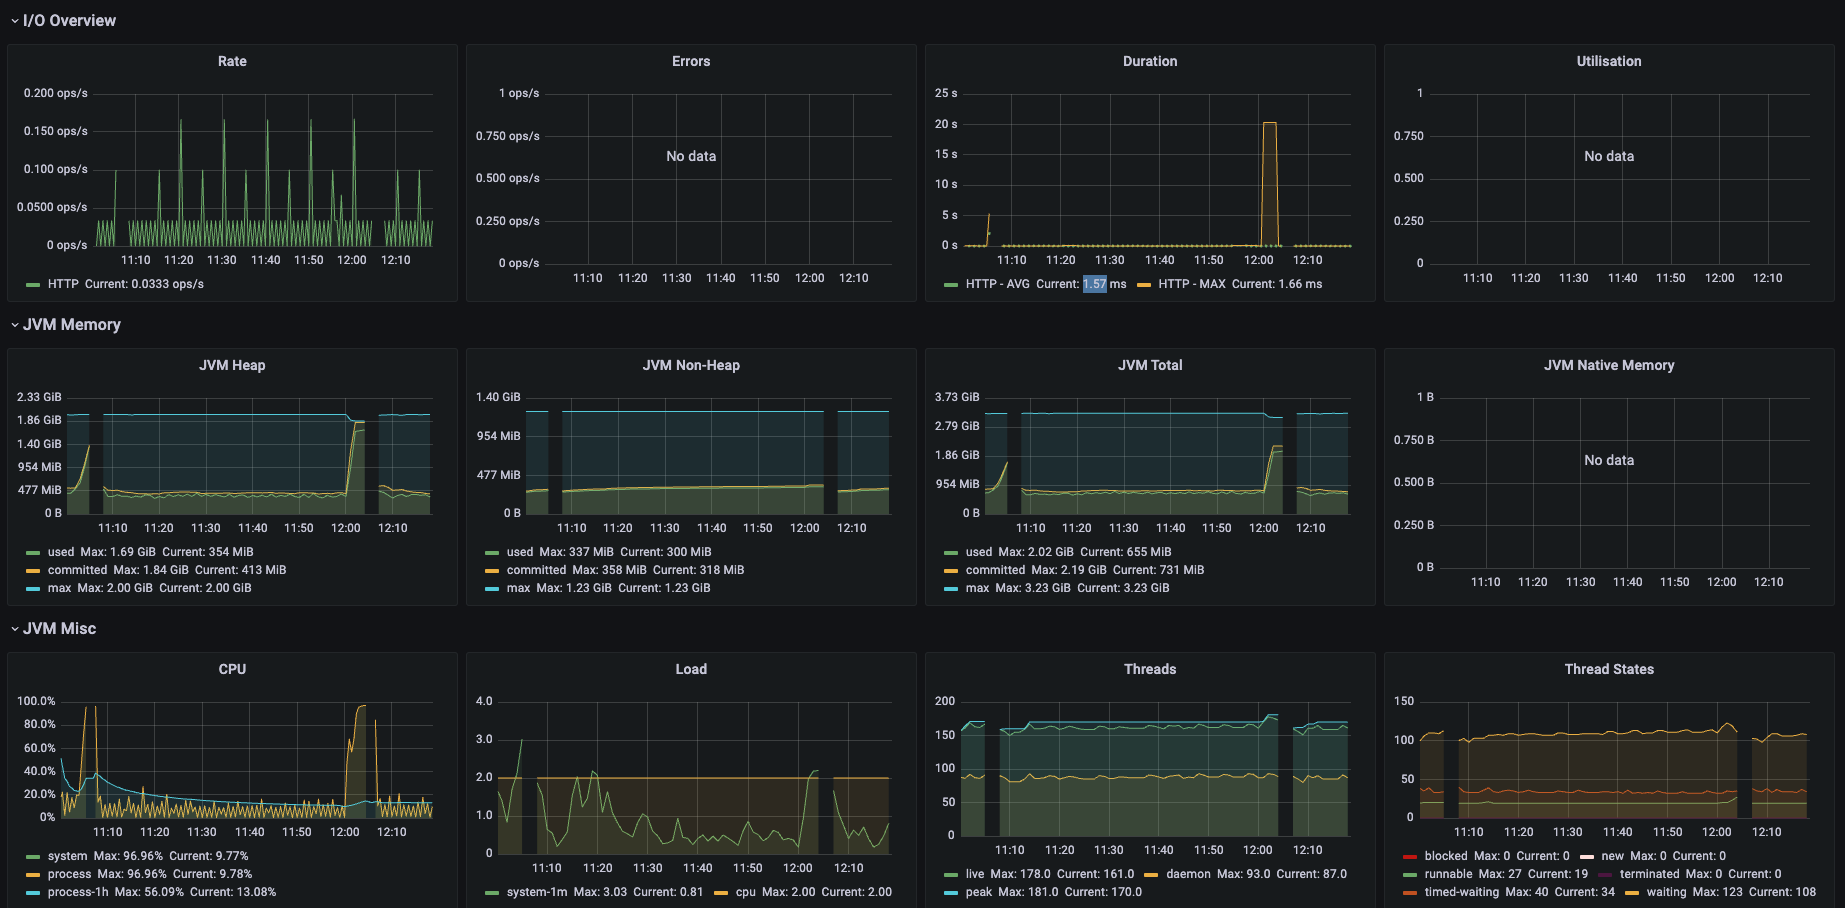 I/O Overview
Rate
0.200 ops/s
0.150 ops/s
0.100 ops/s
0.0500 ops/s
0 ops/s
11:10 11:20 11:30 11:40 11:50 12:00 12:10
HTTP Current: 0.0333 ops/s
Errors
1 ops/s
0.750 ops/s
0.500 ops/s
0.250 ops/s
0 ops/s
No data
11:10 11:20 11:30 11:40 11:50 12:00 12:10
Duration
25 s
20 s
15 s
10 s
5 s
0 s
11:10 11:20 11:30 11:40 11:50 12:00 12:10
HTTP - AVG Current: 1.57 ms HTTP - MAX Current: 1.66 ms
Utilisation
1
0.750
0.500
0.250
0
No data
11:10 11:20 11:30 11:40 11:50 12:00 12:10
JVM Memory
JVM Heap
2.33 GiB
1.86 GiB
1.40 GiB
954 MiB
477 MiB
0 B
11:10 11:20 11:30 11:40 11:50 12:00 12:10
used Max: 1.69 GiB Current: 354 MiB
committed Max: 1.84 GiB Current: 413 MiB
max Max: 2.00 GiB Current: 2.00 GiB
JVM Non-Heap
1.40 GiB
954 MiB
477 MiB
0 B
11:10 11:20 11:30 11:40 11:50 12:00 12:10
used Max: 337 MiB Current: 300 MiB
committed Max: 358 MiB Current: 318 MiB
max Max: 1.23 GiB Current: 1.23 GiB
JVM Total
3.73 GiB
2.79 GiB
1.86 GiB
954 MiB
0 B
11:10 11:20 11:30 11:40 11:50 12:00 12:10
used Max: 2.02 GiB Current: 655 MiB
committed Max: 2.19 GiB Current: 731 MiB
max Max: 3.23 GiB Current: 3.23 GiB
JVM Native Memory
1 B
0.750 B
0.500 B
0.250 B
0 B
No data
11:10 11:20 11:30 11:40 11:50 12:00 12:10
JVM Misc
CPU
100.0%
80.0%
60.0%
40.0%
20.0%
0%
11:10 11:20 11:30 11:40 11:50 12:00 12:10
system Max: 96.96% Current: 9.77%
process Max: 96.96% Current: 9.78%
process-1h Max: 56.09% Current: 13.08%
Load
4.0
3.0
2.0
1.0
0
11:10 11:20 11:30 11:40 11:50 12:00 12:10
system-1m Max: 3.03 Current: 0.81 cpu Max: 2.00 Current: 2.00
Threads
200
150
100
50
0
11:10 11:20 11:30 11:40 11:50 12:00 12:10
live Max: 178.0 Current: 161.0 daemon Max: 93.0 Current: 87.0
peak Max: 181.0 Current: 170.0
Thread States
150
100
50
0
11:10 11:20 11:30 11:40 11:50 12:00 12:10
blocked Max: 0 Current: 0 new Max: 0 Current: 0
runnable Max: 27 Current: 19 terminated Max: 0 Current: 0
timed-waiting Max: 40 Current: 34 waiting Max: 123 Current: 108